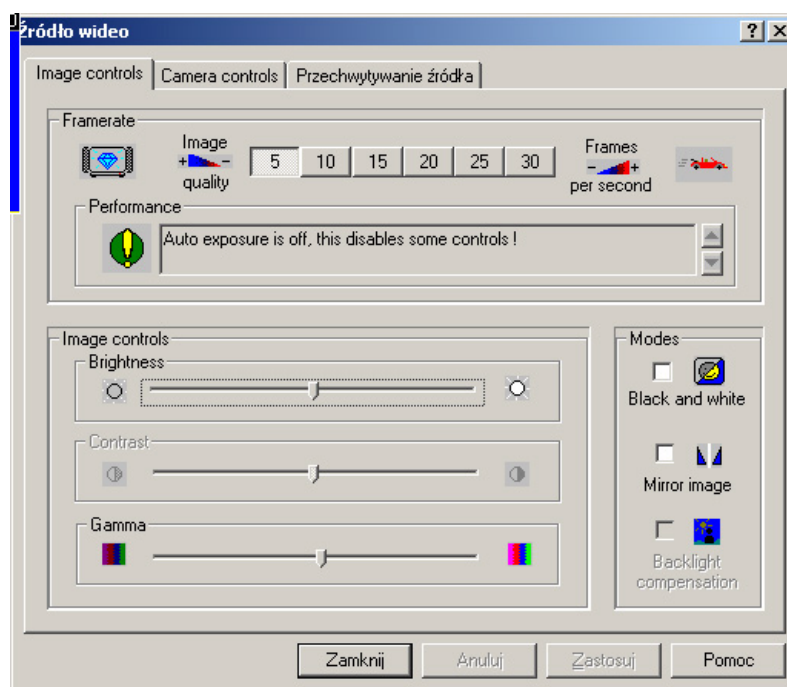 Źródło wideo
Image controls
Camera controls
Przechwytywanie źródła
Framerate
Image
quality
5
10
15
20
25
30
Frames
per second
Performance
Auto exposure is off, this disables some controls !
Image controls
Brightness
Contrast
Gamma
Modes
Black and white
Mirror image
Backlight
compensation
Zamknij
Anuluj
Zastosuj
Pomoc